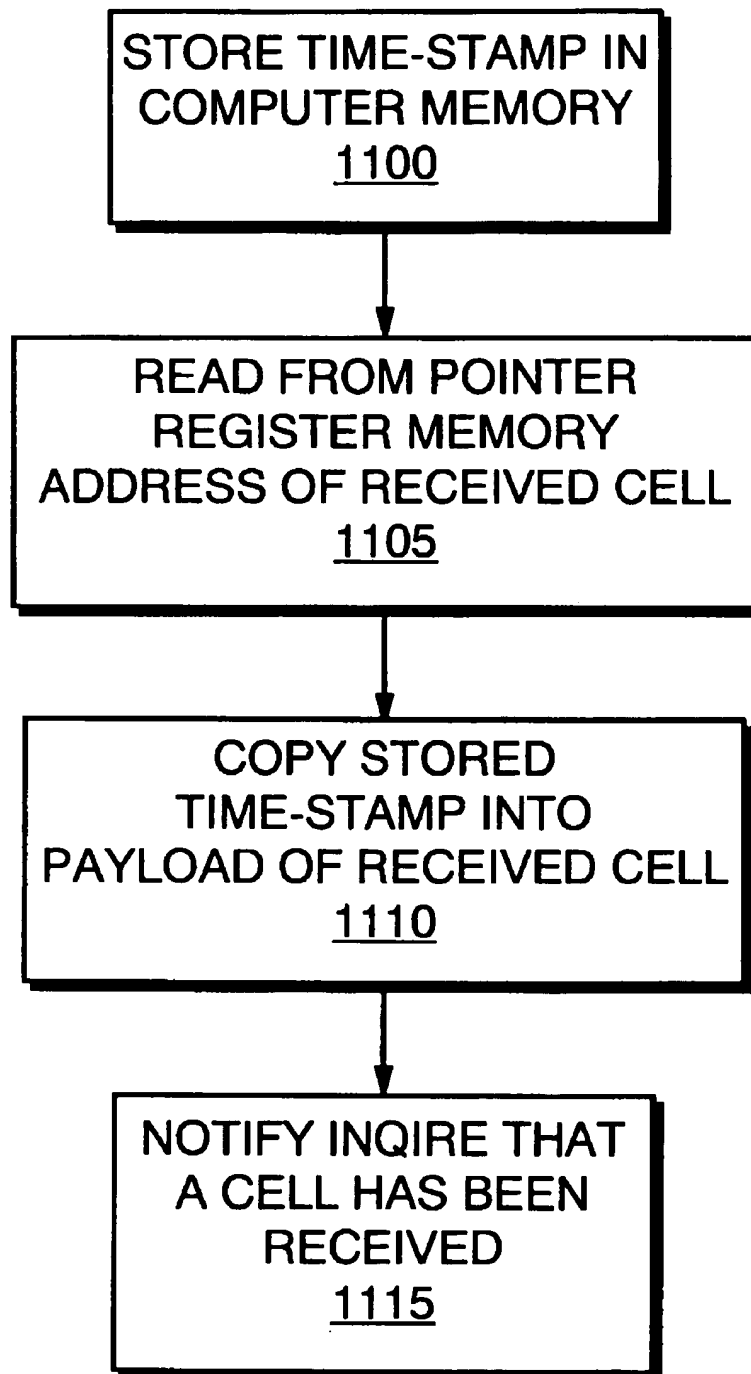 STORE TIME-STAMP IN
COMPUTER MEMORY
1100
READ FROM POINTER
REGISTER MEMORY
ADDRESS OF RECEIVED CELL
1105
COPY STORED
TIME-STAMP INTO
PAYLOAD OF RECEIVED CELL
1110
NOTIFY INQIRE THAT
A CELL HAS BEEN
RECEIVED
1115